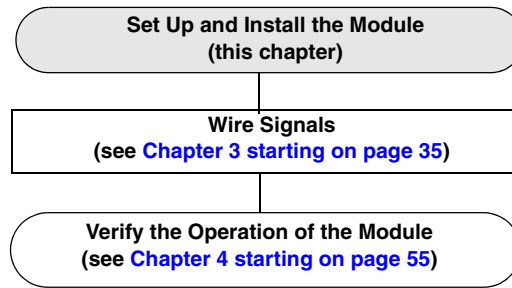 Set Up and Install the Module
(this chapter)
Wire Signals
(see Chapter 3 starting on page 35)
Verify the Operation of the Module
(see Chapter 4 starting on page 55)